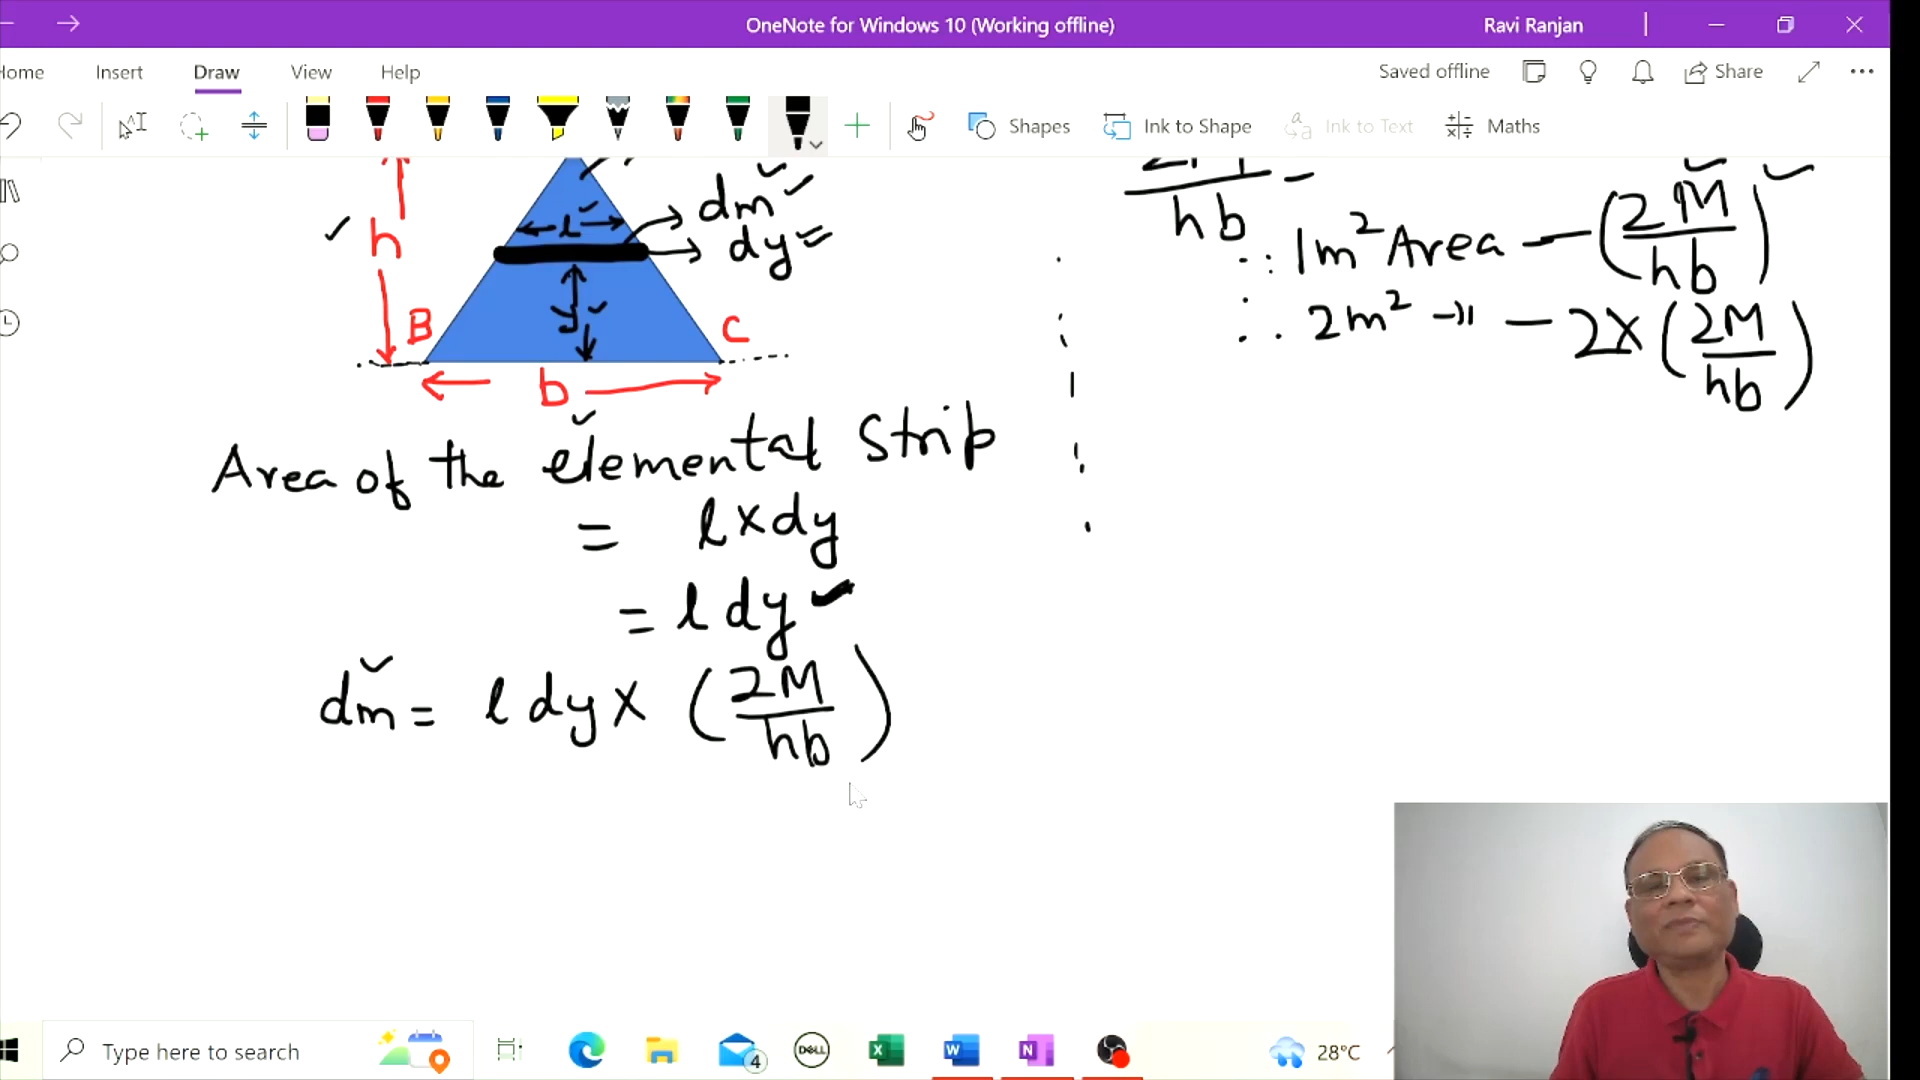 OneNote for Windows 10 (Working offline)
Ravi Ranjan
Home Insert Draw View Help
Saved offline
Share
Shapes
Ink to Shape
Ink to Text
Maths
h
l
dm
dy =
y
B
C
b
Area of the elemental Strip
= l x dy
= l dy
dm = l dy x (2M/hb)
hb
∴ 1m² Area — (2M/hb)
∴ 2m² -〃- — 2x (2M/hb)
Type here to search
4
DELL
28°C